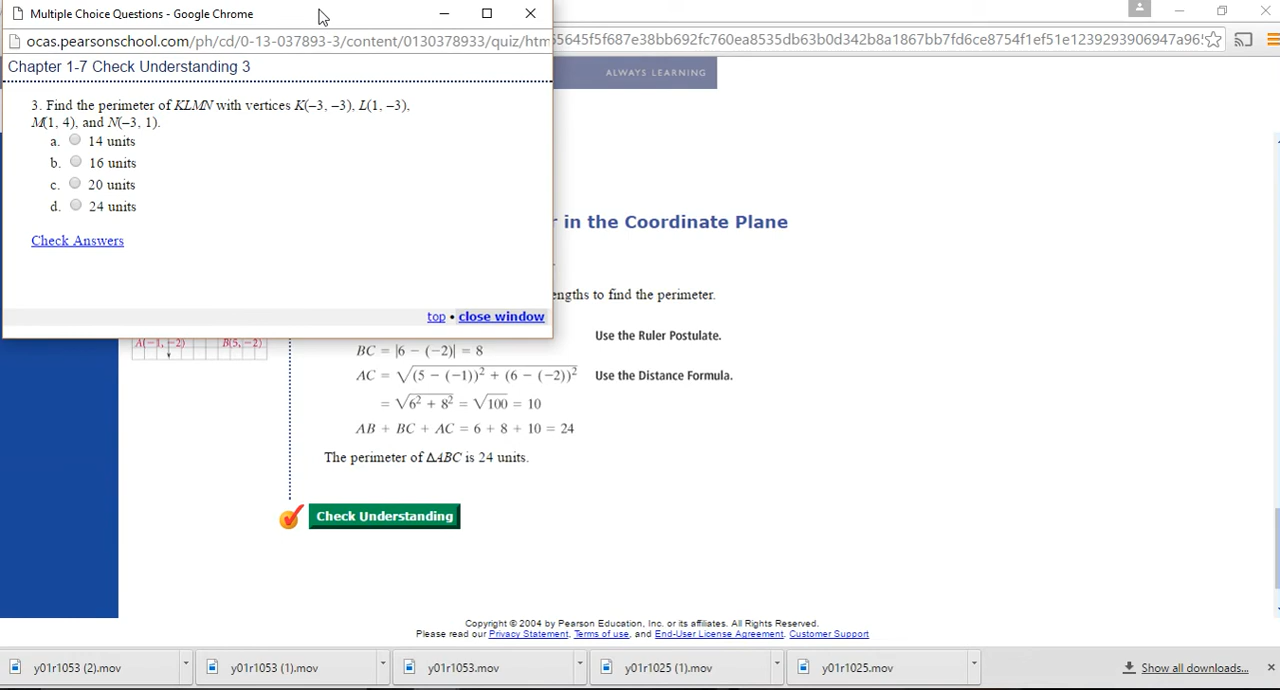 Multiple Choice Questions - Google Chrome
ocas.pearsonschool.com/ph/cd/0-13-037893-3/content/0130378933/quiz/htm
Chapter 1-7 Check Understanding 3
3. Find the perimeter of KLMN with vertices K(–3, –3), L(1, –3),
M(1, 4), and N(–3, 1).
a. 14 units
b. 16 units
c. 20 units
d. 24 units
Check Answers
top • close window
ALWAYS LEARNING
r in the Coordinate Plane
engths to find the perimeter.
A(−1, −2) B(5, −2)
Use the Ruler Postulate.
BC = |6 − (−2)| = 8
AC = √(5 − (−1))² + (6 − (−2))² Use the Distance Formula.
= √6² + 8² = √100 = 10
AB + BC + AC = 6 + 8 + 10 = 24
The perimeter of ΔABC is 24 units.
Check Understanding
Copyright © 2004 by Pearson Education, Inc. or its affiliates. All Rights Reserved.
Please read our Privacy Statement, Terms of use, and End-User License Agreement, Customer Support
y01r1053 (2).mov
y01r1053 (1).mov
y01r1053.mov
y01r1025 (1).mov
y01r1025.mov
Show all downloads...